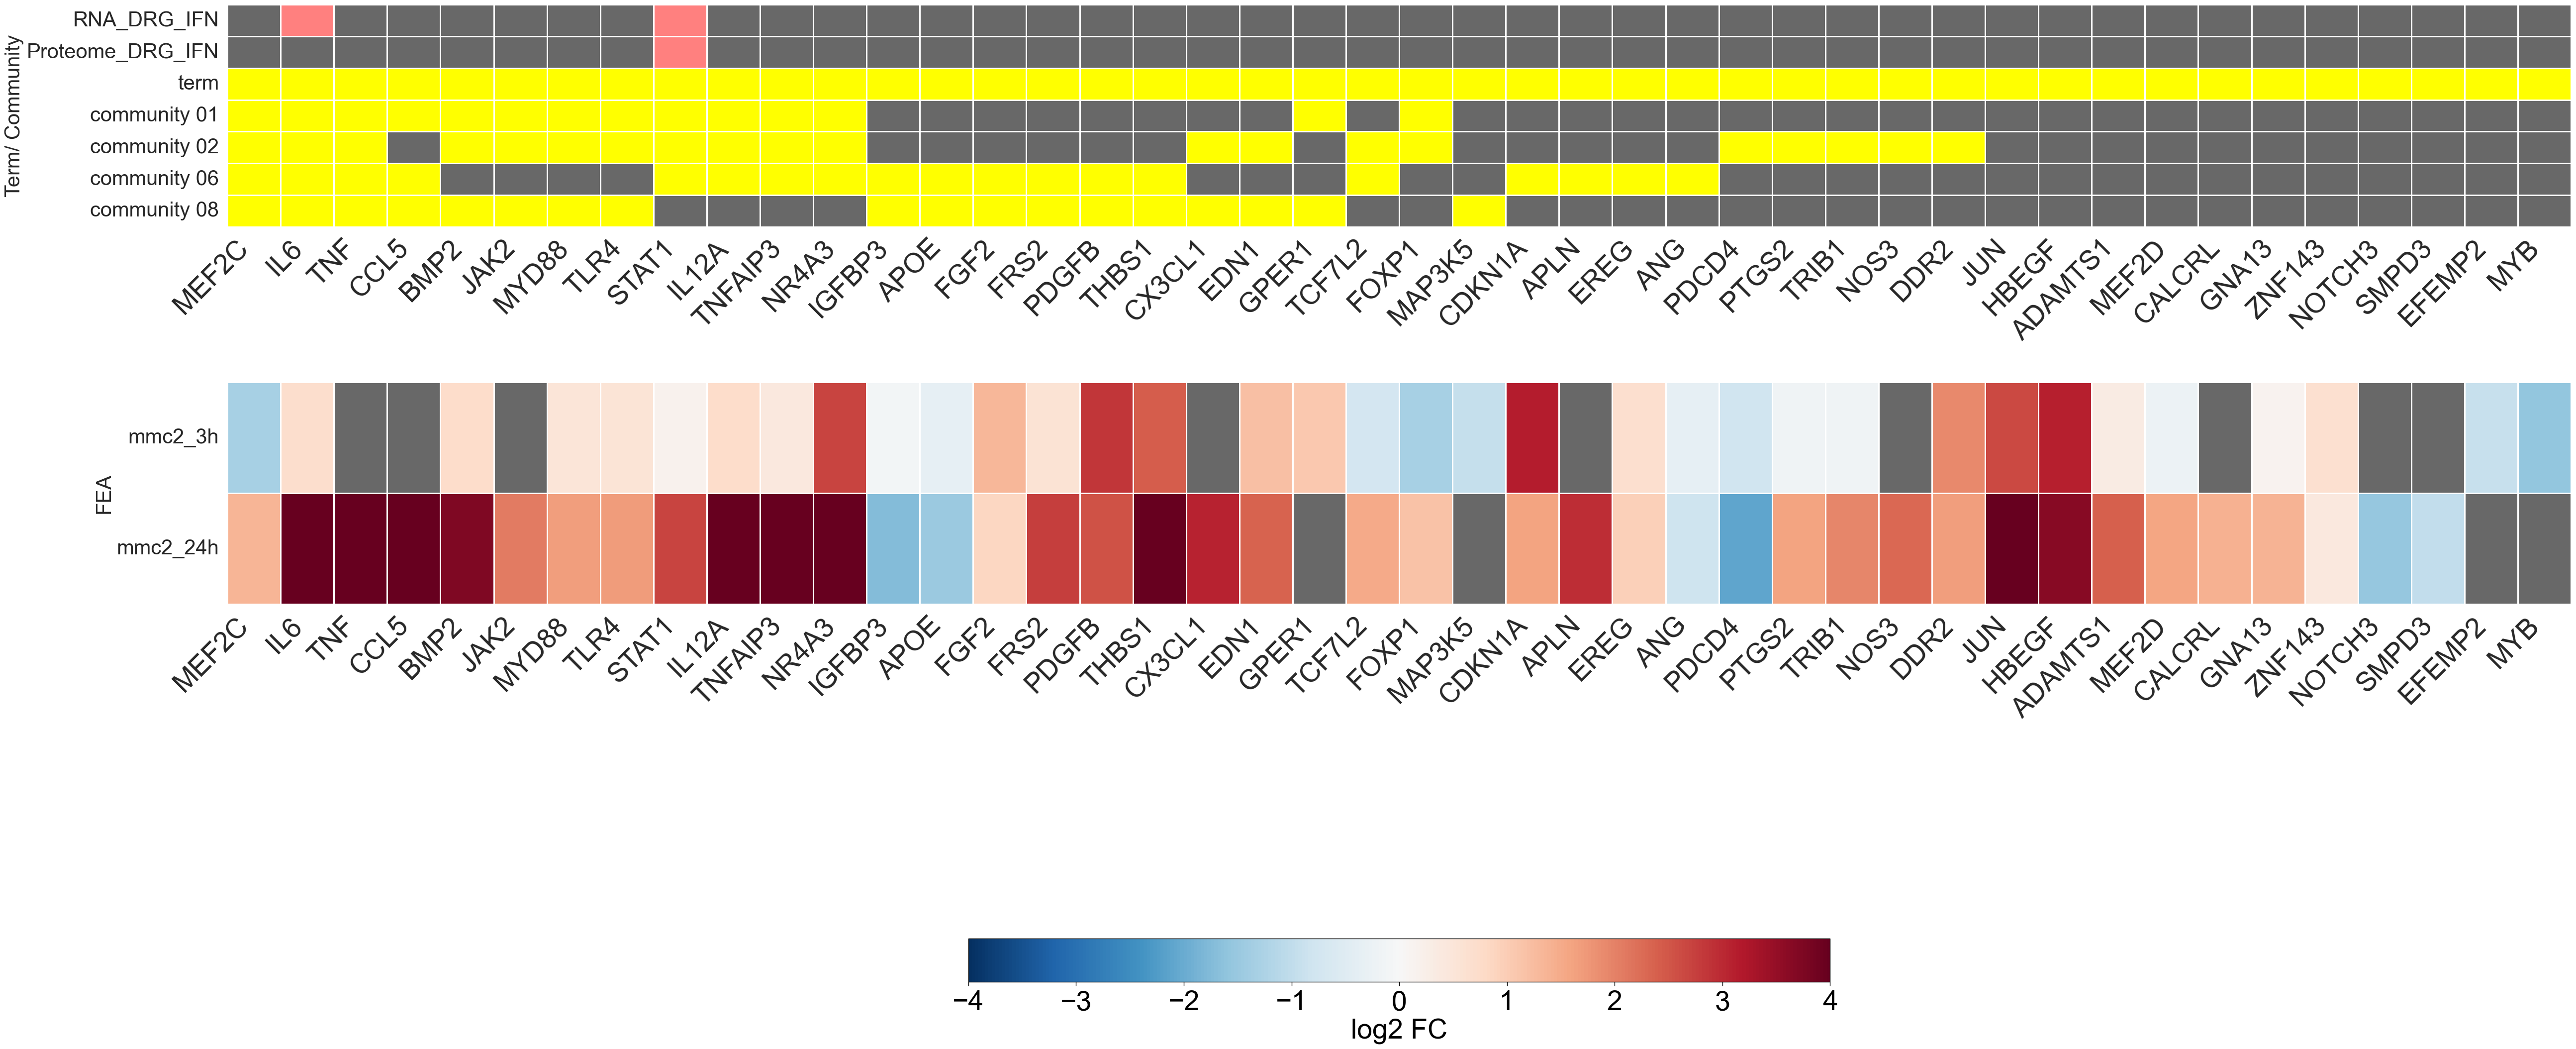 Term/ Community
RNA_DRG_IFN
Proteome_DRG_IFN
term
community 01
community 02
community 06
community 08
MEF2C IL6 TNF CCL5 BMP2 JAK2 MYD88 TLR4 STAT1 IL12A TNFAIP3 NR4A3 IGFBP3 APOE FGF2 FRS2 PDGFB THBS1 CX3CL1 EDN1 GPER1 TCF7L2 FOXP1 MAP3K5 CDKN1A APLN EREG ANG PDCD4 PTGS2 TRIB1 NOS3 DDR2 JUN HBEGF ADAMTS1 MEF2D CALCRL GNA13 ZNF143 NOTCH3 SMPD3 EFEMP2 MYB
FEA
mmc2_3h
mmc2_24h
MEF2C IL6 TNF CCL5 BMP2 JAK2 MYD88 TLR4 STAT1 IL12A TNFAIP3 NR4A3 IGFBP3 APOE FGF2 FRS2 PDGFB THBS1 CX3CL1 EDN1 GPER1 TCF7L2 FOXP1 MAP3K5 CDKN1A APLN EREG ANG PDCD4 PTGS2 TRIB1 NOS3 DDR2 JUN HBEGF ADAMTS1 MEF2D CALCRL GNA13 ZNF143 NOTCH3 SMPD3 EFEMP2 MYB
−4 −3 −2 −1 0 1 2 3 4
log2 FC